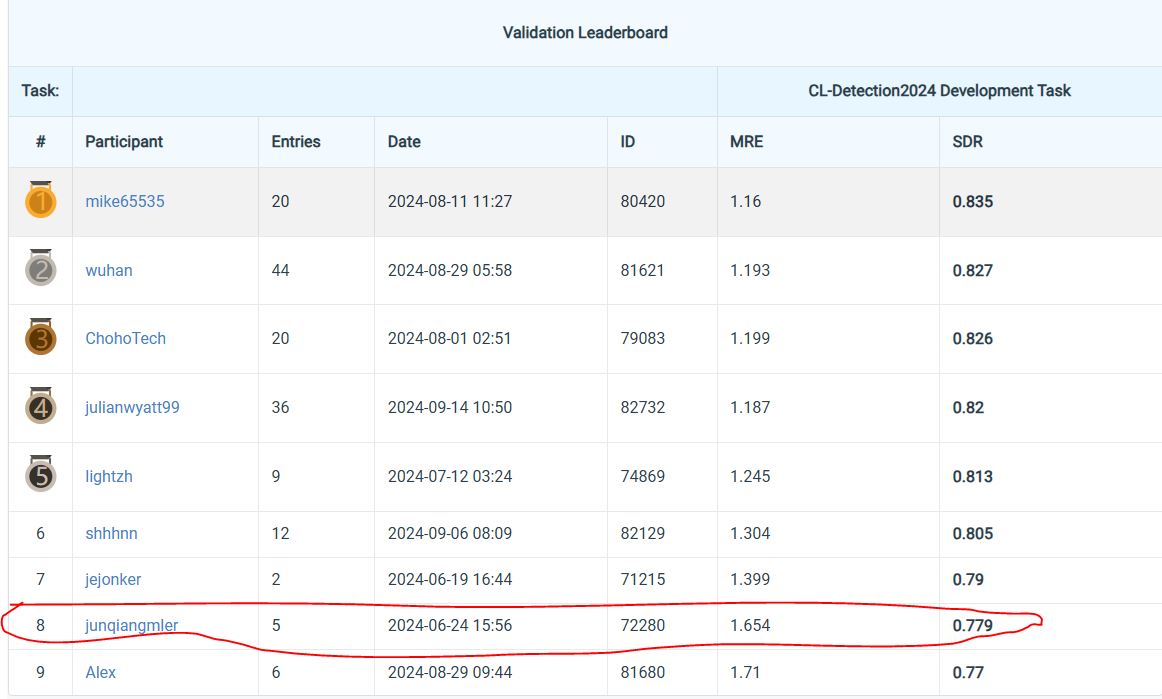 Validation Leaderboard
Task: CL-Detection2024 Development Task
# Participant Entries Date ID MRE SDR
1 mike65535 20 2024-08-11 11:27 80420 1.16 0.835
2 wuhan 44 2024-08-29 05:58 81621 1.193 0.827
3 ChohoTech 20 2024-08-01 02:51 79083 1.199 0.826
4 julianwyatt99 36 2024-09-14 10:50 82732 1.187 0.82
5 lightzh 9 2024-07-12 03:24 74869 1.245 0.813
6 shhhnn 12 2024-09-06 08:09 82129 1.304 0.805
7 jejonker 2 2024-06-19 16:44 71215 1.399 0.79
8 junqiangmler 5 2024-06-24 15:56 72280 1.654 0.779
9 Alex 6 2024-08-29 09:44 81680 1.71 0.77